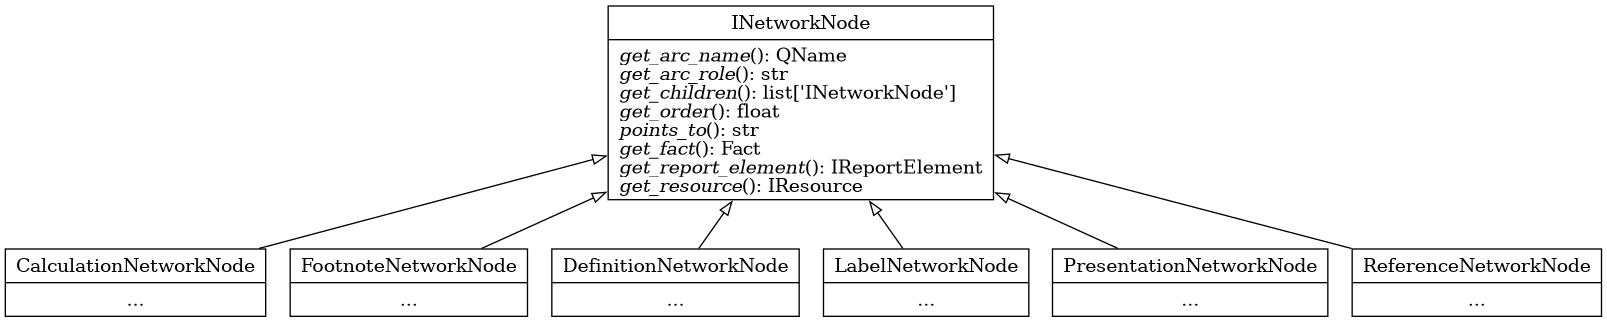 INetworkNode
get_arc_name(): QName
get_arc_role(): str
get_children(): list['INetworkNode']
get_order(): float
points_to(): str
get_fact(): Fact
get_report_element(): IReportElement
get_resource(): IResource
CalculationNetworkNode
...
FootnoteNetworkNode
...
DefinitionNetworkNode
...
LabelNetworkNode
...
PresentationNetworkNode
...
ReferenceNetworkNode
...